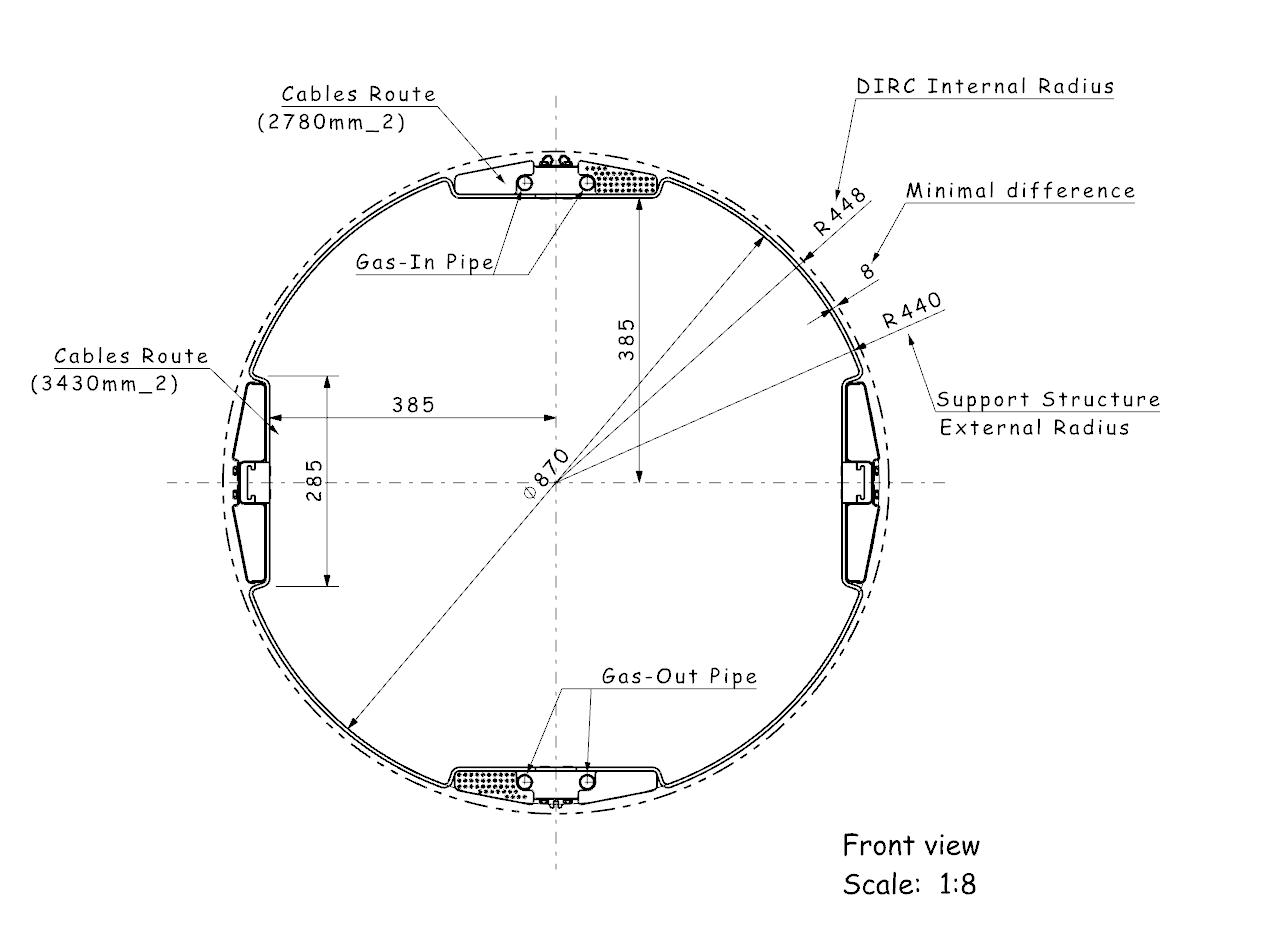 DIRC Internal Radius
Cables Route
(2780mm_2)
Minimal difference
R448
Gas-In Pipe
8
R440
385
Cables Route
(3430mm_2)
385
Support Structure
External Radius
285
Ø870
Gas-Out Pipe
Front view
Scale: 1:8